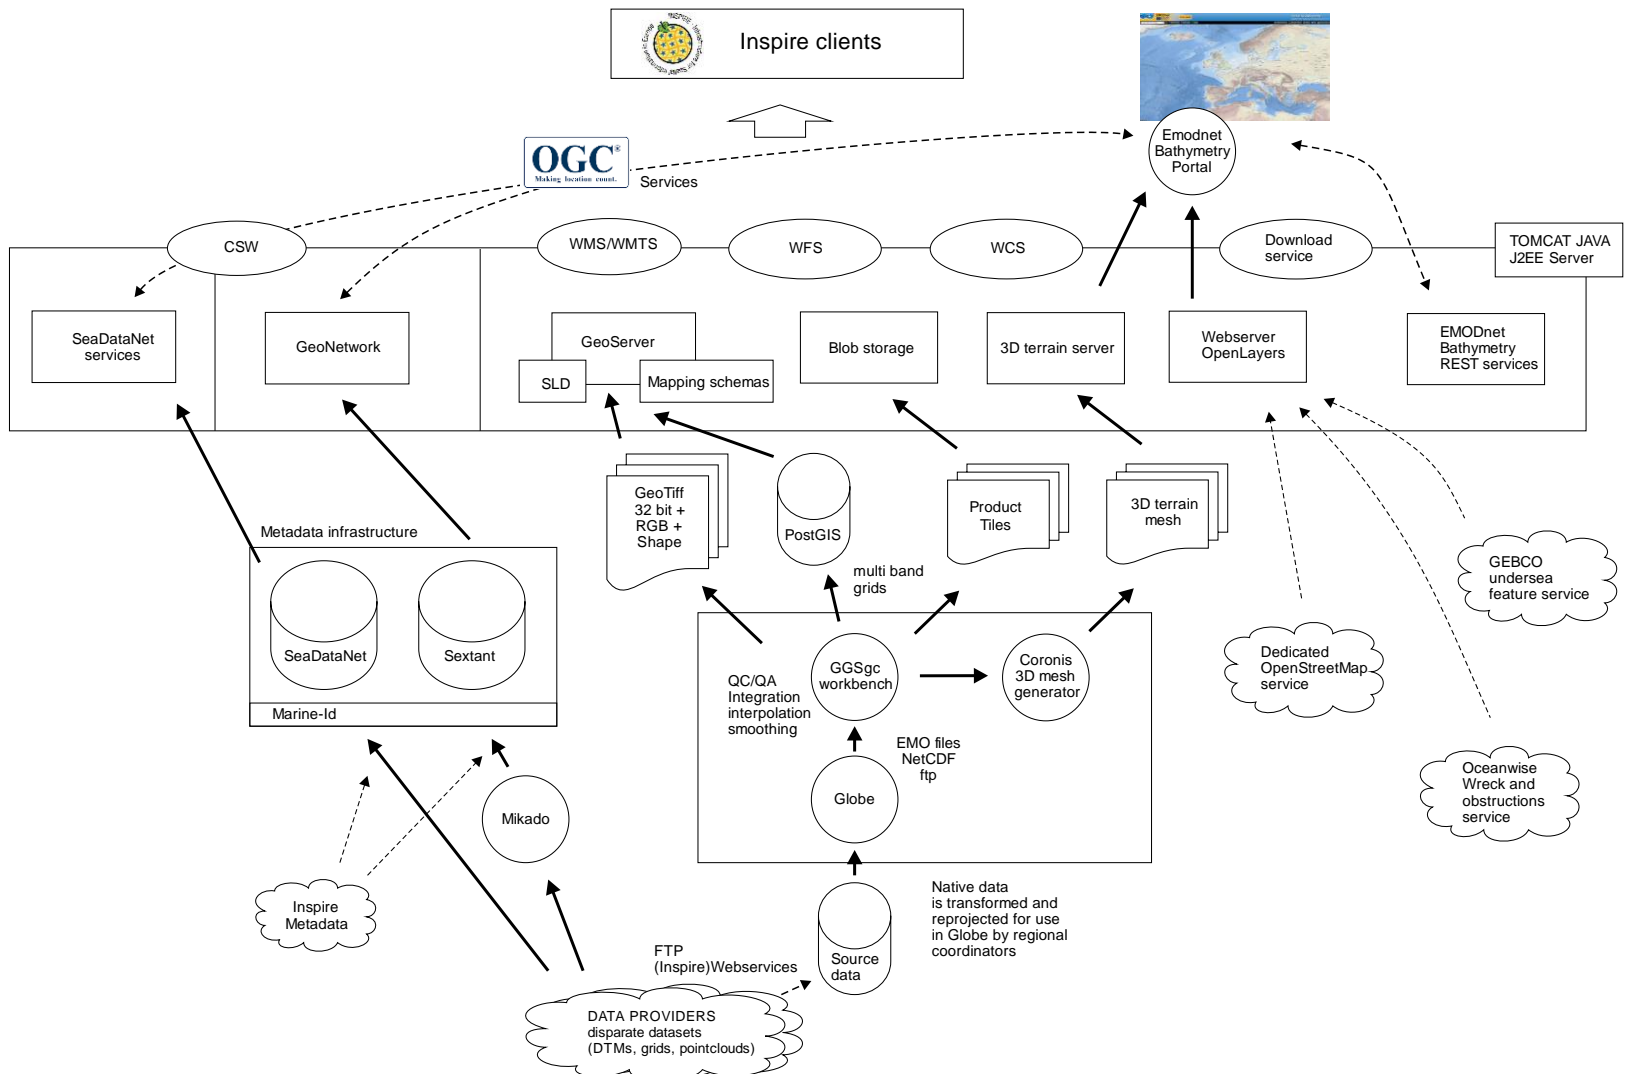 Inspire clients
OGC®
Making location count.
Services
Emodnet
Bathymetry
Portal
CSW
WMS/WMTS
WFS
WCS
Download
service
TOMCAT JAVA
J2EE Server
SeaDataNet
services
GeoNetwork
GeoServer
SLD
Mapping schemas
Blob storage
3D terrain server
Webserver
OpenLayers
EMODnet
Bathymetry
REST services
GeoTiff
32 bit +
RGB +
Shape
PostGIS
Product
Tiles
3D terrain
mesh
Metadata infrastructure
SeaDataNet
Sextant
Marine-Id
multi band
grids
GGSgc
workbench
Coronis
3D mesh
generator
QC/QA
Integration
interpolation
smoothing
EMO files
NetCDF
ftp
Globe
GEBCO
undersea
feature service
Dedicated
OpenStreetMap
service
Oceanwise
Wreck and
obstructions
service
Mikado
Inspire
Metadata
Native data
is transformed and
reprojected for use
in Globe by regional
coordinators
Source
data
FTP
(Inspire)Webservices
DATA PROVIDERS
disparate datasets
(DTMs, grids, pointclouds)